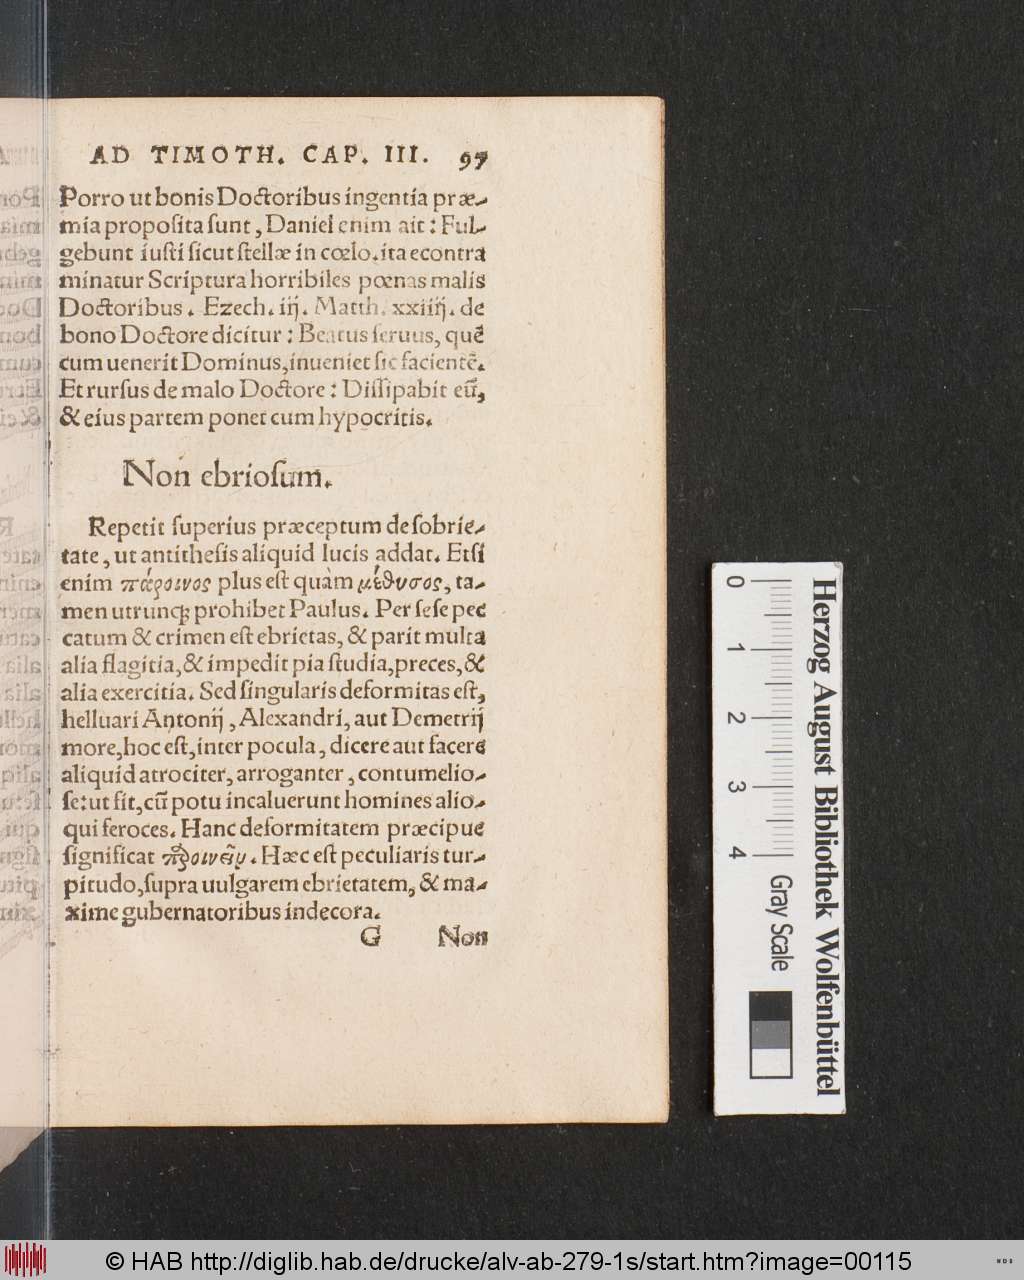 AD TIMOTH. CAP. III. 97
Porro ut bonis Doctoribus ingentia præ-
mia proposita sunt, Daniel enim ait: Ful-
gebunt iusti sicut stellæ in cœlo. ita econtra
minatur Scriptura horribiles pœnas malis
Doctoribus. Ezech. iij. Matth. xxiiij. de
bono Doctore dicitur: Beatus seruus, quē
cum uenerit Dominus, inueniet sic facientē.
Et rursus de malo Doctore: Dissipabit eū,
& eius partem ponet cum hypocritis.
Non ebriosum.
Repetit superius præceptum de sobrie-
tate, ut antithesis aliquid lucis addat. Etsi
enim πάροινος plus est quàm μέθυσος, ta-
men utrunq; prohibet Paulus. Per sese pec
catum & crimen est ebrietas, & parit multa
alia flagitia, & impedit pia studia, preces, &
alia exercitia. Sed singularis deformitas est,
helluari Antonij, Alexandri, aut Demetrij
more, hoc est, inter pocula, dicere aut facere
aliquid atrociter, arroganter, contumelio-
se: ut fit, cū potu incaluerunt homines alio-
qui feroces. Hanc deformitatem præcipue
significat παροινεῖν. Hæc est peculiaris tur-
pitudo, supra uulgarem ebrietatem, & ma-
xime gubernatoribus indecora.
G Non
0 1 2 3 4 Gray Scale
Herzog August Bibliothek Wolfenbüttel
© HAB http://diglib.hab.de/drucke/alv-ab-279-1s/start.htm?image=00115